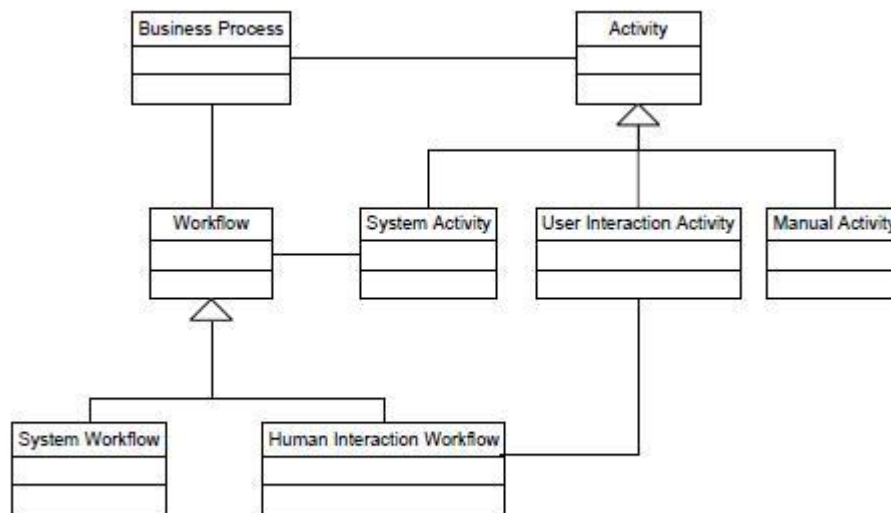 Business Process
Activity
Workflow
System Activity
User Interaction Activity
Manual Activity
System Workflow
Human Interaction Workflow